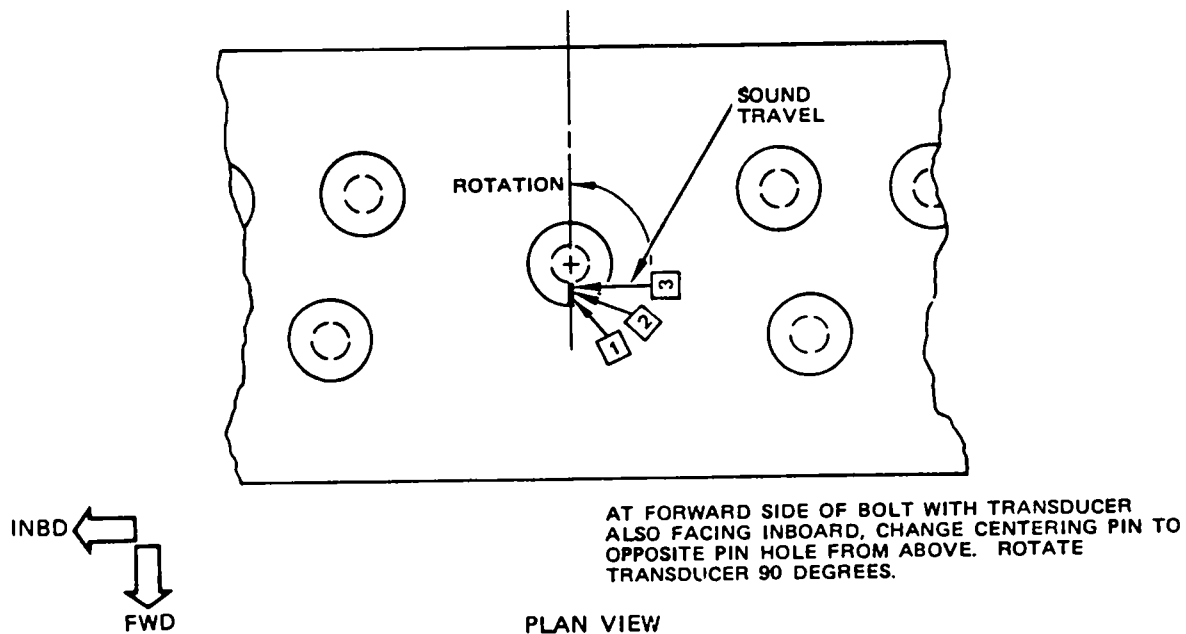 SOUND
TRAVEL
ROTATION
3
2
1
INBD
FWD
AT FORWARD SIDE OF BOLT WITH TRANSDUCER
ALSO FACING INBOARD, CHANGE CENTERING PIN TO
OPPOSITE PIN HOLE FROM ABOVE. ROTATE
TRANSDUCER 90 DEGREES.
PLAN VIEW